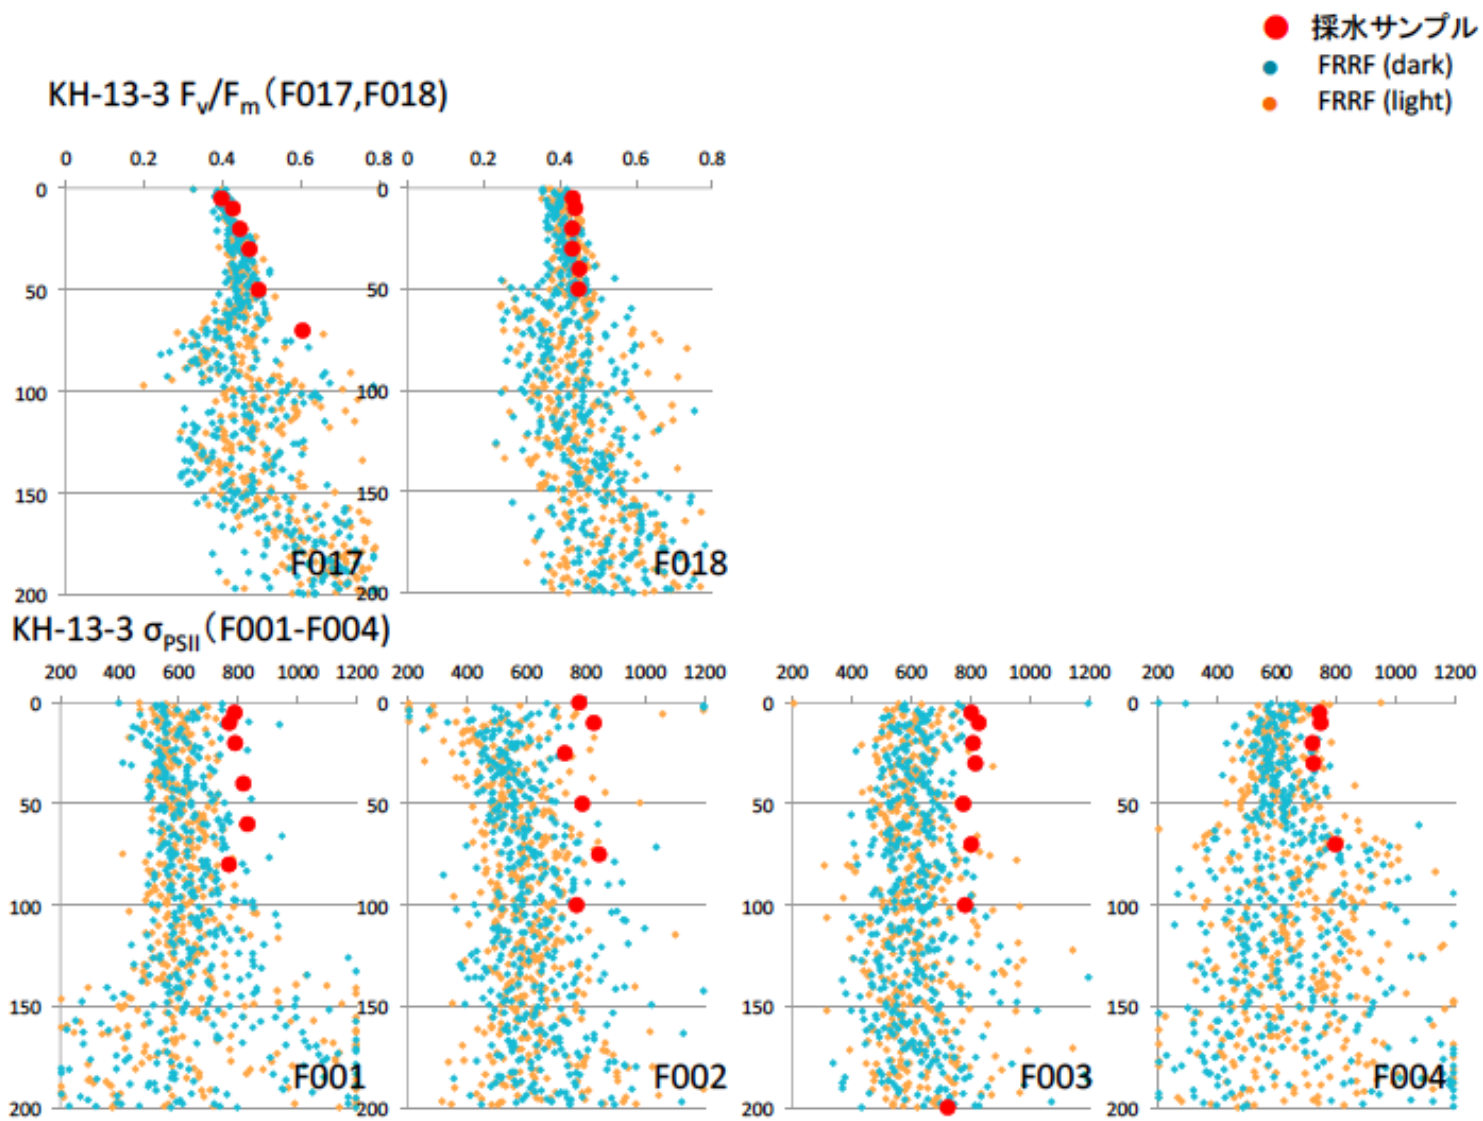 採水サンプル
FRRF (dark)
FRRF (light)
KH-13-3 Fv/Fm(F017,F018)
0 0.2 0.4 0.6 0.8
0
50
100
150
200
F017
0 0.2 0.4 0.6 0.8
0
50
100
150
200
F018
KH-13-3 σPSII(F001-F004)
200 400 600 800 1000 1200
0
50
100
150
200
F001
200 400 600 800 1000 1200
0
50
100
150
200
F002
200 400 600 800 1000 1200
0
50
100
150
200
F003
200 400 600 800 1000 1200
0
50
100
150
200
F004